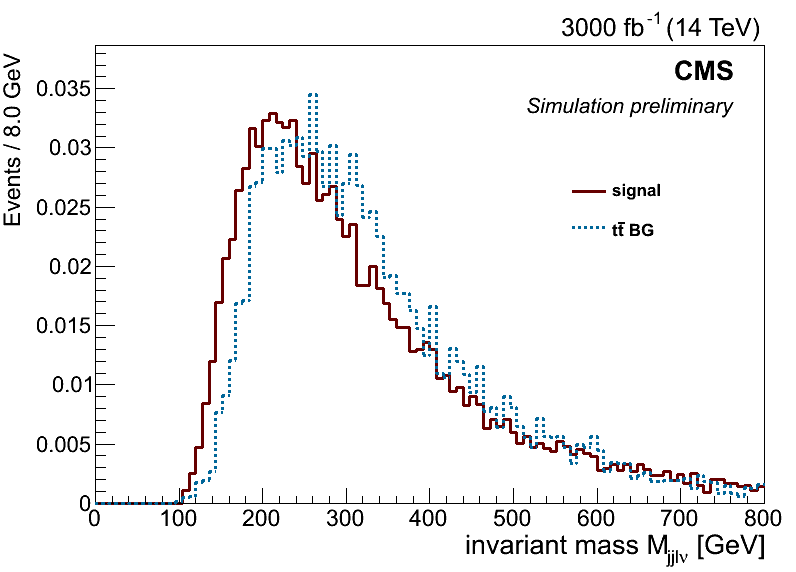 3000 fb⁻¹ (14 TeV)
CMS
Simulation preliminary
Events / 8.0 GeV
signal
tt̄ BG
0.035
0.03
0.025
0.02
0.015
0.01
0.005
0
0 100 200 300 400 500 600 700 800
invariant mass M_jjlν [GeV]